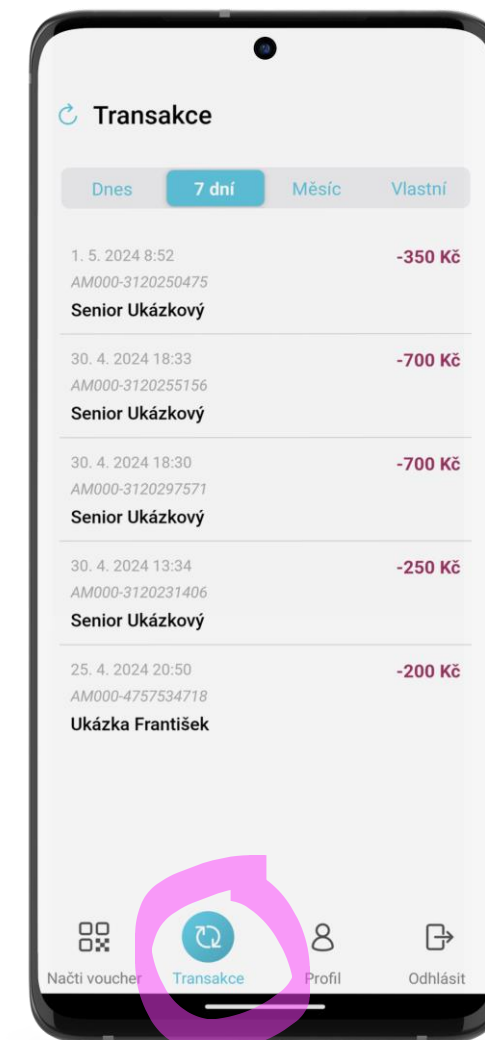 Transakce
Dnes 7 dní Měsíc Vlastní
1. 5. 2024 8:52 -350 Kč
AM000-3120250475
Senior Ukázkový
30. 4. 2024 18:33 -700 Kč
AM000-3120255156
Senior Ukázkový
30. 4. 2024 18:30 -700 Kč
AM000-3120297571
Senior Ukázkový
30. 4. 2024 13:34 -250 Kč
AM000-3120231406
Senior Ukázkový
25. 4. 2024 20:50 -200 Kč
AM000-4757534718
Ukázka František
Načti voucher Transakce Profil Odhlásit